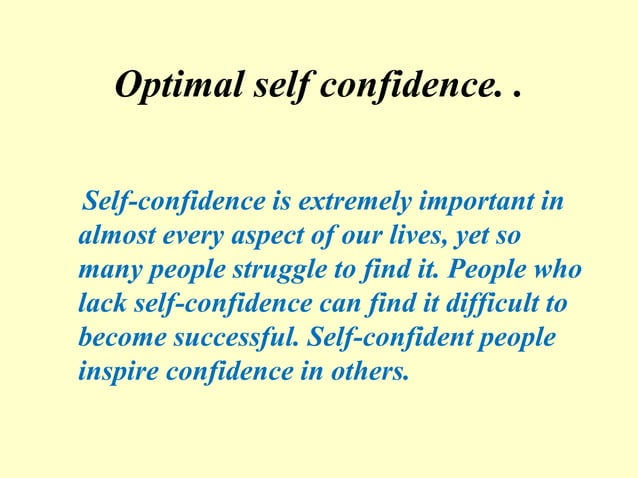 Optimal self confidence. .
Self-confidence is extremely important in
almost every aspect of our lives, yet so
many people struggle to find it. People who
lack self-confidence can find it difficult to
become successful. Self-confident people
inspire confidence in others.